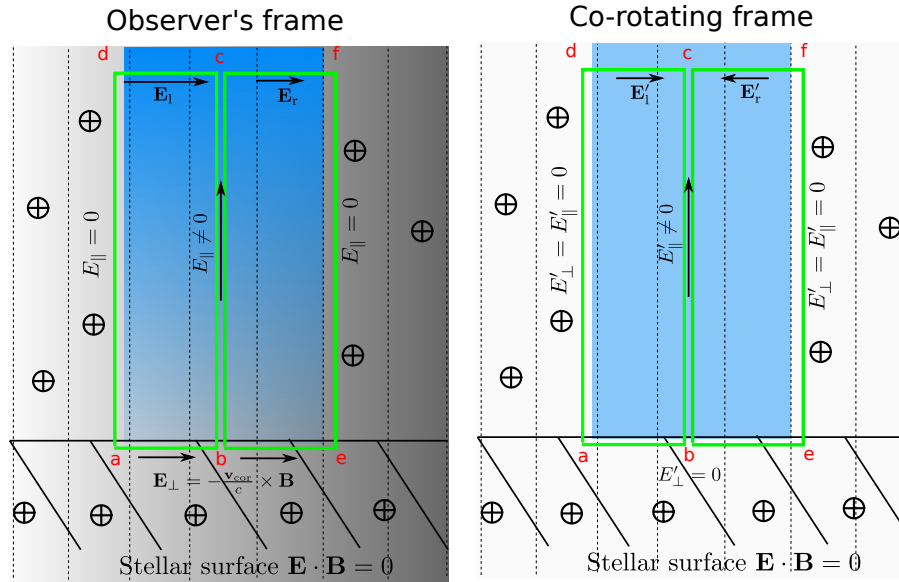 Observer's frame
d
c
f
E_l
E_r
E_∥ = 0
E_∥ ≠ 0
E_∥ = 0
a
b
e
E_⊥ = −v_cor/c × B
Stellar surface E · B = 0
Co-rotating frame
d
c
f
E′_l
E′_r
E′_⊥ = E′_∥ = 0
E′_∥ ≠ 0
E′_⊥ = E′_∥ = 0
a
b
e
E′_⊥ = 0
Stellar surface E · B = 0